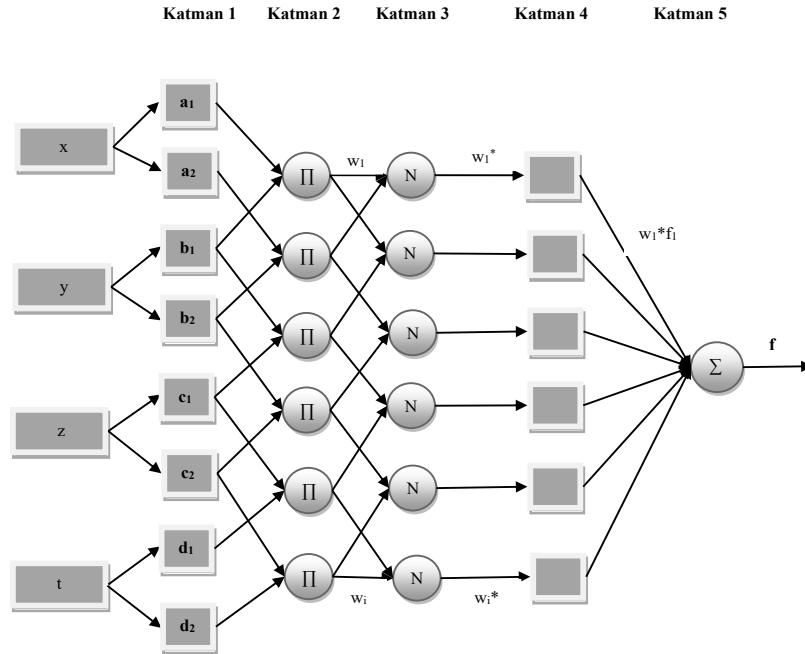 Katman 1 Katman 2 Katman 3 Katman 4 Katman 5
a₁
x
a₂
∏ w₁ N w₁*
b₁
w₁*f₁
∏ N
y
b₂
∏ N
f
∑
c₁
∏ N
z
c₂
∏ N
d₁
t
∏ N
wᵢ wᵢ*
d₂